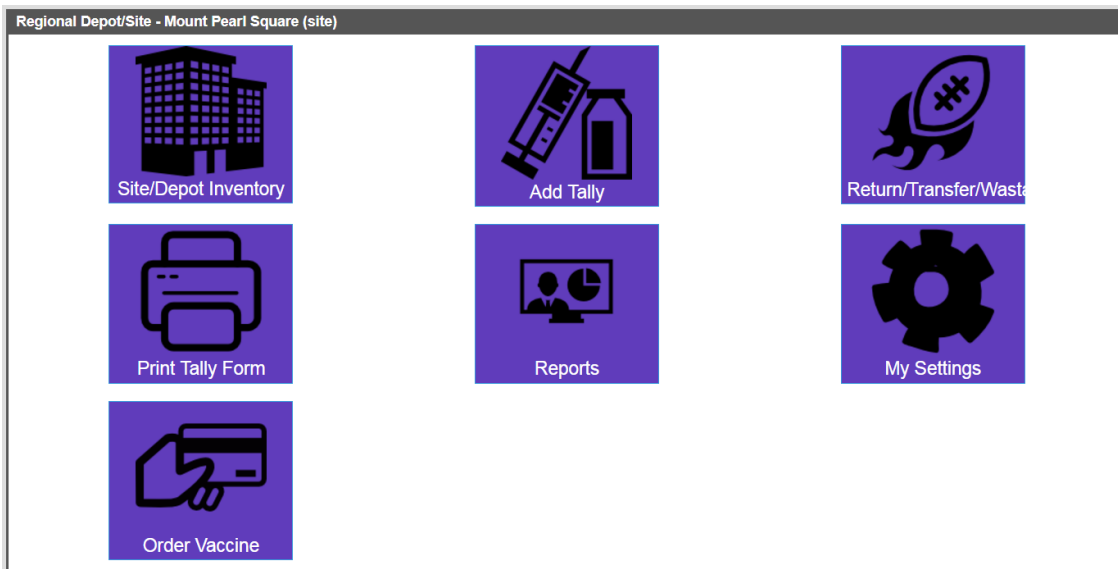 Regional Depot/Site - Mount Pearl Square (site)
Site/Depot Inventory
Add Tally
Return/Transfer/Wasta
Print Tally Form
Reports
My Settings
Order Vaccine